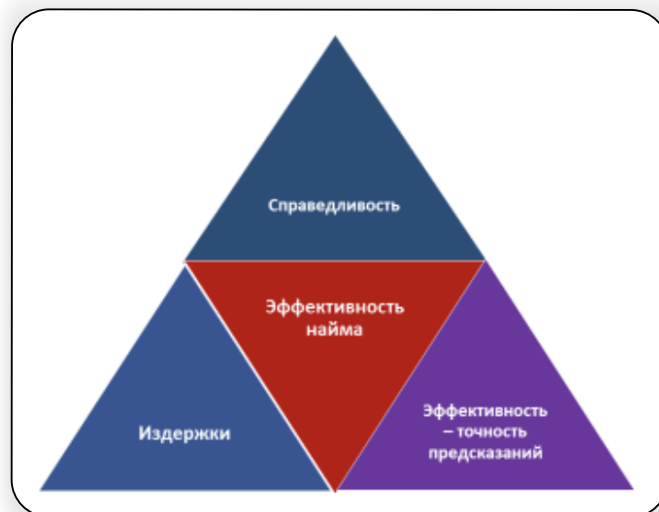 Справедливость
Эффективность
найма
Издержки
Эффективность
– точность
предсказаний